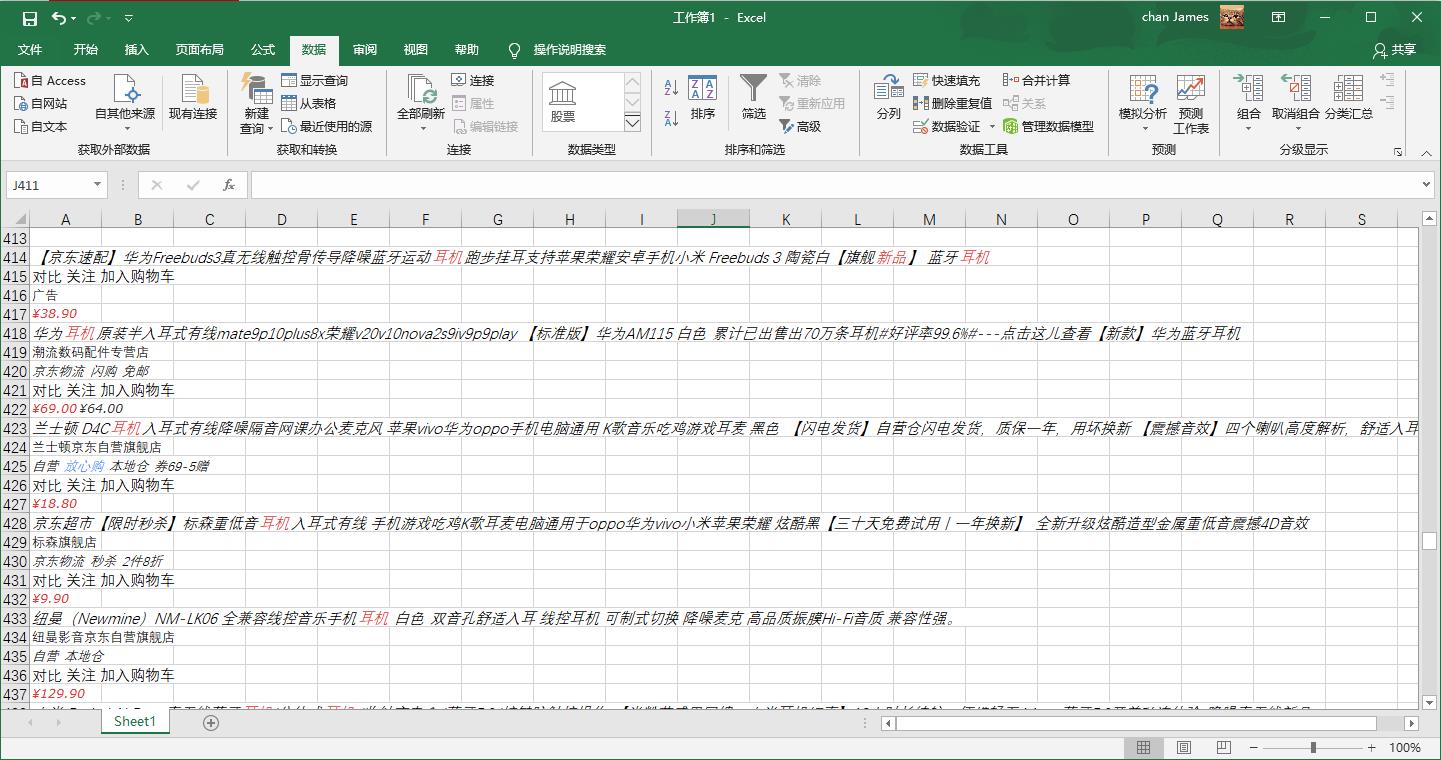 工作簿1 - Excel
chan James
文件 开始 插入 页面布局 公式 数据 审阅 视图 帮助 操作说明搜索 共享
自 Access
自网站
自文本
自其他来源
现有连接
获取外部数据
新建
查询
显示查询
从表格
最近使用的源
获取和转换
全部刷新
连接
属性
编辑链接
连接
股票
数据类型
排序
筛选
清除
重新应用
高级
排序和筛选
分列
快速填充
删除重复值
数据验证
合并计算
关系
管理数据模型
数据工具
模拟分析
预测
工作表
预测
组合
取消组合
分类汇总
分级显示
J411
fx
A B C D E F G H I J K L M N O P Q R S
413
414 【京东速配】华为Freebuds3真无线触控骨传导降噪蓝牙运动耳机跑步挂耳支持苹果荣耀安卓手机小米 Freebuds 3 陶瓷白【旗舰新品】 蓝牙耳机
415 对比 关注 加入购物车
416 广告
417 ¥38.90
418 华为耳机原装半入耳式有线mate9p10plus8x荣耀v20v10nova2s9iv9p9play 【标准版】华为AM115 白色 累计已出售出70万条耳机#好评率99.6%#---点击这儿查看【新款】华为蓝牙耳机
419 潮流数码配件专营店
420 京东物流 闪购 免邮
421 对比 关注 加入购物车
422 ¥69.00 ¥64.00
423 兰士顿 D4C耳机入耳式有线降噪隔音网课办公麦克风 苹果vivo华为oppo手机电脑通用 K歌音乐吃鸡游戏耳麦 黑色 【闪电发货】自营仓闪电发货，质保一年，用坏换新 【震撼音效】四个喇叭高度解析，舒适入耳
424 兰士顿京东自营旗舰店
425 自营 放心购 本地仓 券69-5赠
426 对比 关注 加入购物车
427 ¥18.80
428 京东超市【限时秒杀】标森重低音耳机入耳式有线 手机游戏吃鸡K歌耳麦电脑通用于oppo华为vivo小米苹果荣耀 炫酷黑【三十天免费试用丨一年换新】 全新升级炫酷造型金属重低音震撼4D音效
429 标森旗舰店
430 京东物流 秒杀 2件8折
431 对比 关注 加入购物车
432 ¥9.90
433 纽曼（Newmine）NM-LK06 全兼容线控音乐手机耳机 白色 双音孔舒适入耳 线控耳机 可制式切换 降噪麦克 高品质振膜Hi-Fi音质 兼容性强。
434 纽曼影音京东自营旗舰店
435 自营 本地仓
436 对比 关注 加入购物车
437 ¥129.90
Sheet1
100%